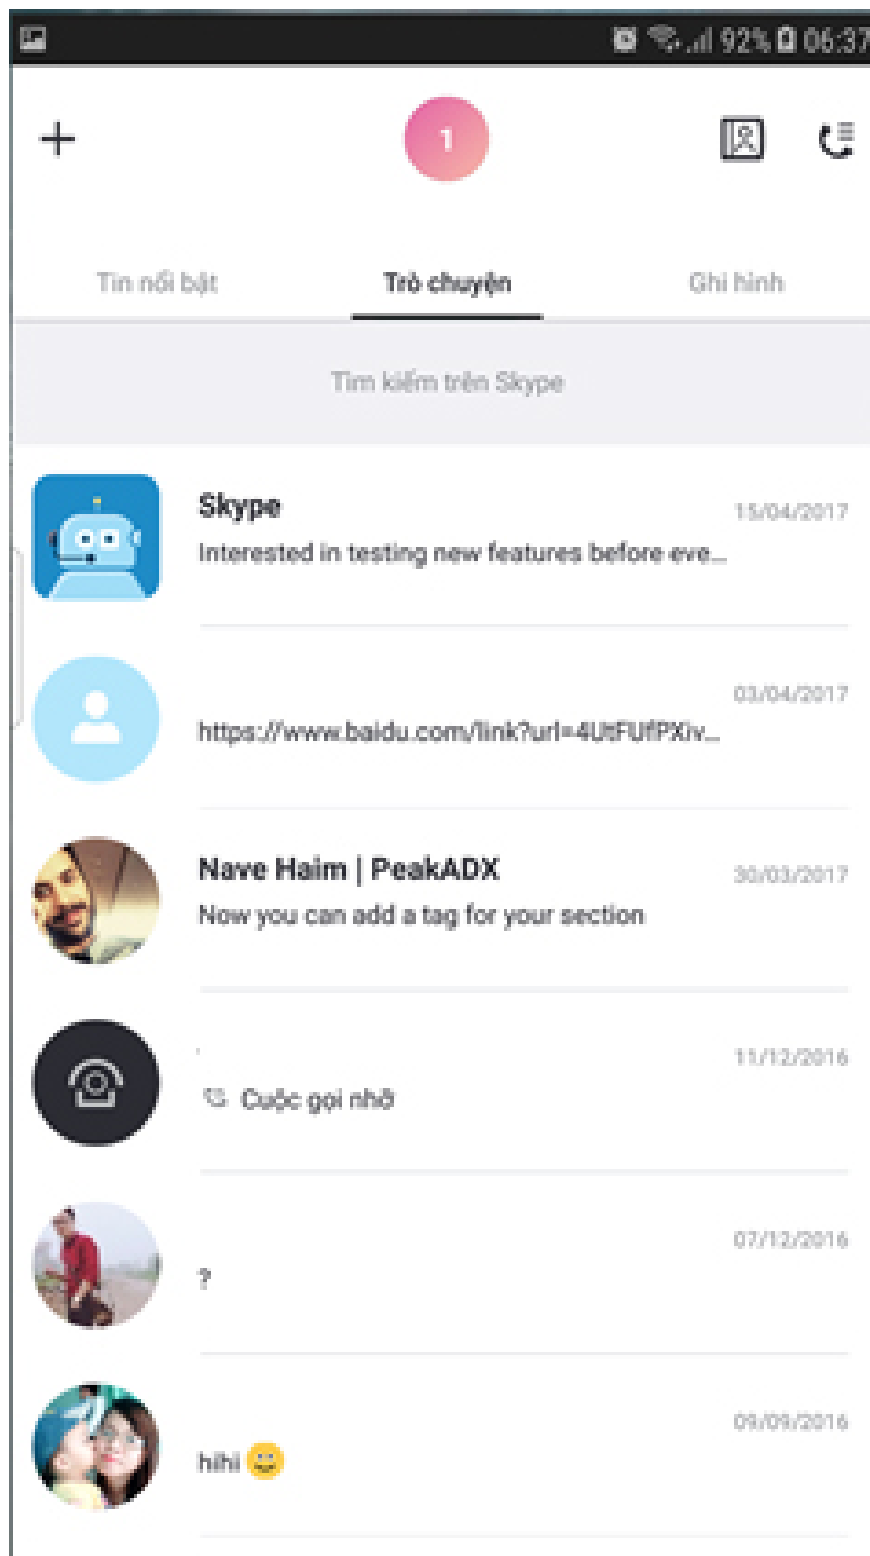 92% 06:37
1
Tin nổi bật Trò chuyện Ghi hình
Tìm kiếm trên Skype
Skype 15/04/2017
Interested in testing new features before eve...
03/04/2017
https://www.baidu.com/link?url=4UtFUfPXiv...
Nave Haim | PeakADX 30/03/2017
Now you can add a tag for your section
11/12/2016
Cuộc gọi nhỡ
07/12/2016
?
09/09/2016
hihi